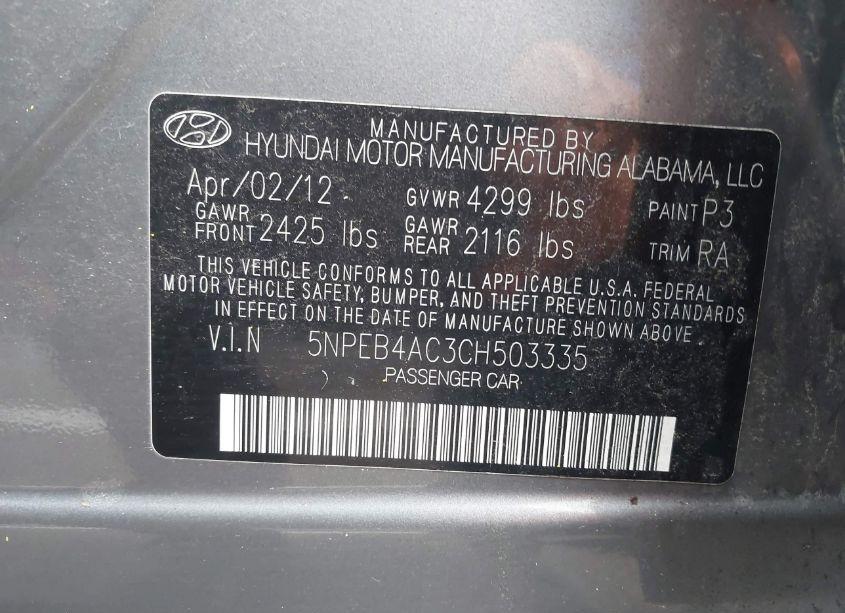 MANUFACTURED BY
HYUNDAI MOTOR MANUFACTURING ALABAMA, LLC
Apr/02/12 GVWR 4299 lbs PAINT P3
GAWR FRONT 2425 lbs GAWR REAR 2116 lbs TRIM RA
THIS VEHICLE CONFORMS TO ALL APPLICABLE U.S.A. FEDERAL
MOTOR VEHICLE SAFETY, BUMPER, AND THEFT PREVENTION STANDARDS
IN EFFECT ON THE DATE OF MANUFACTURE SHOWN ABOVE.
V.I.N 5NPEB4AC3CH503335
PASSENGER CAR